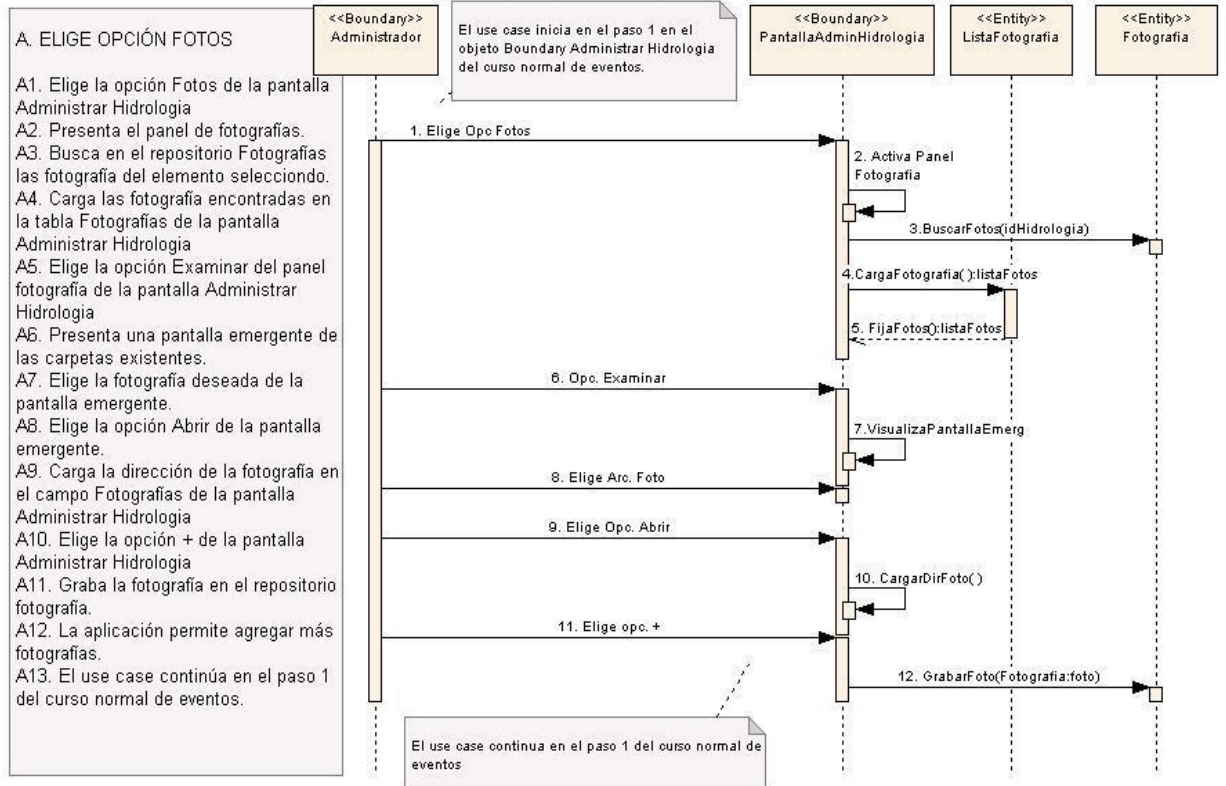 A. ELIGE OPCIÓN FOTOS
A1. Elige la opción Fotos de la pantalla
Administrar Hidrologia
A2. Presenta el panel de fotografías.
A3. Busca en el repositorio Fotografías
las fotografía del elemento selecciondo.
A4. Carga las fotografía encontradas en
la tabla Fotografías de la pantalla
Administrar Hidrologia
A5. Elige la opción Examinar del panel
fotografía de la pantalla Administrar
Hidrologia
A6. Presenta una pantalla emergente de
las carpetas existentes.
A7. Elige la fotografía deseada de la
pantalla emergente.
A8. Elige la opción Abrir de la pantalla
emergente.
A9. Carga la dirección de la fotografía en
el campo Fotografías de la pantalla
Administrar Hidrologia
A10. Elige la opción + de la pantalla
Administrar Hidrologia
A11. Graba la fotografía en el repositorio
fotografía.
A12. La aplicación permite agregar más
fotografías.
A13. El use case continúa en el paso 1
del curso normal de eventos.
<<Boundary>>
Administrador
El use case inicia en el paso 1 en el
objeto Boundary Administrar Hidrologia
del curso normal de eventos.
<<Boundary>>
PantallaAdminHidrologia
<<Entity>>
ListaFotografia
<<Entity>>
Fotografia
1. Elige Opc Fotos
2. Activa Panel
Fotografia
3.BuscarFotos(idHidrologia)
4.CargaFotografia( ):listaFotos
5. FijaFotos():listaFotos
6. Opc. Examinar
7.VisualizaPantallaEmerg
8. Elige Arc. Foto
9. Elige Opc. Abrir
10. CargarDirFoto( )
11. Elige opc. +
12. GrabarFoto(Fotografia:foto)
El use case continua en el paso 1 del curso normal de
eventos